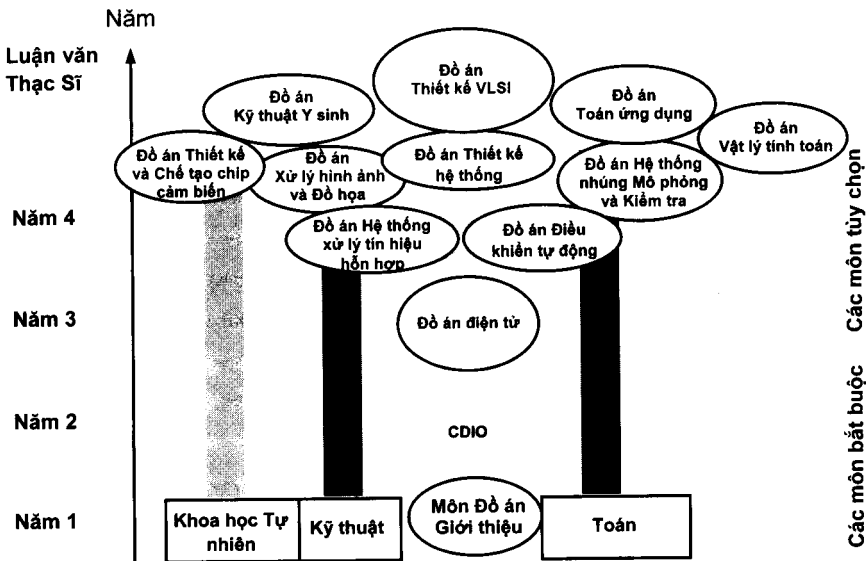 Năm
Luận văn
Thạc Sĩ
Đồ án
Thiết kế VLSI
Đồ án
Kỹ thuật Y sinh
Đồ án
Toán ứng dụng
Đồ án
Vật lý tính toán
Đồ án Thiết kế
và Chế tạo chip
cảm biến
Đồ án
Xử lý hình ảnh
và Đồ họa
Đồ án Thiết kế
hệ thống
Đồ án Hệ thống
nhúng Mô phỏng
và Kiểm tra
Năm 4
Đồ án Hệ thống
xử lý tín hiệu
hỗn hợp
Đồ án Điều
khiển tự động
Các môn tùy chọn
Năm 3
Đồ án điện tử
Năm 2
CDIO
Các môn bắt buộc
Năm 1
Khoa học Tự
nhiên
Kỹ thuật
Môn Đồ án
Giới thiệu
Toán